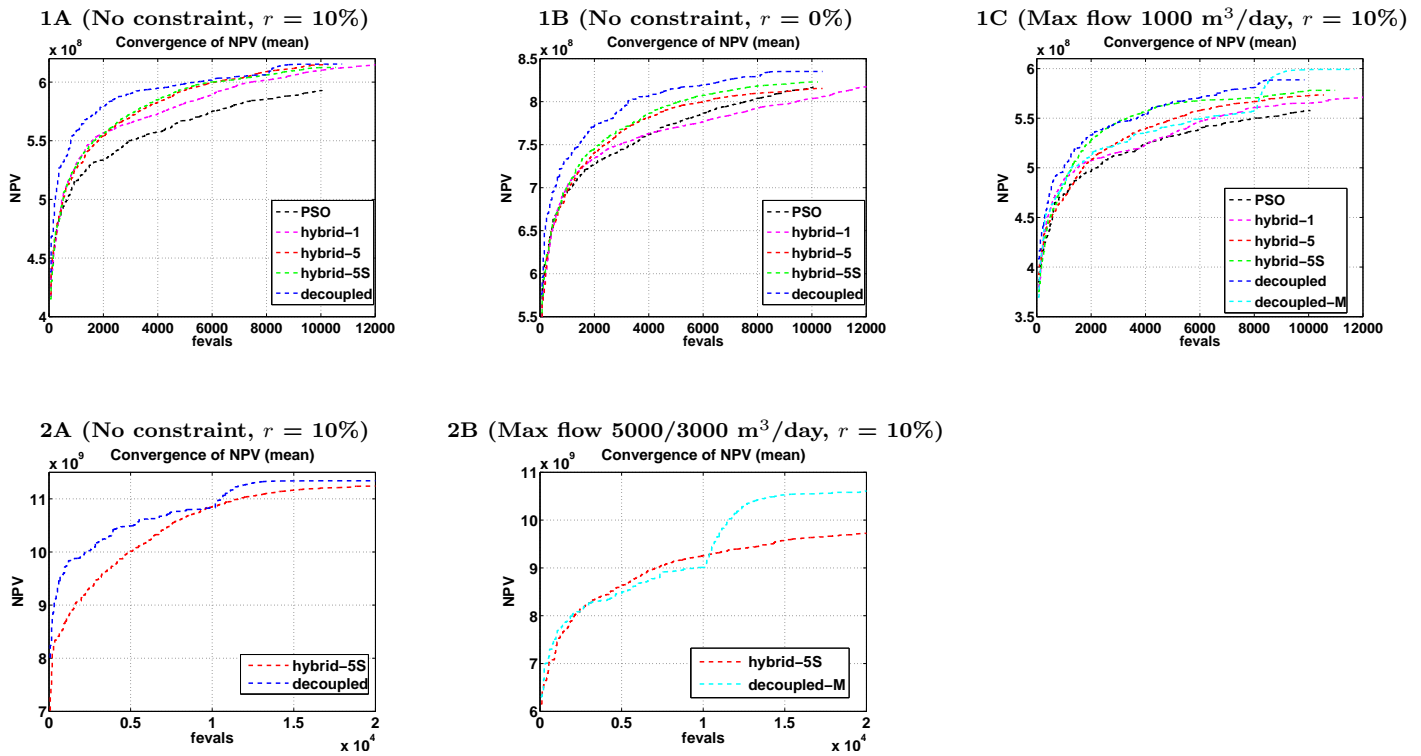 1A (No constraint, r = 10%)
Convergence of NPV (mean)
x 10^8
NPV
6
5.5
5
4.5
4
0 2000 4000 6000 8000 10000 12000
fevals
PSO
hybrid−1
hybrid−5
hybrid−5S
decoupled
1B (No constraint, r = 0%)
Convergence of NPV (mean)
x 10^8
NPV
8.5
8
7.5
7
6.5
6
5.5
0 2000 4000 6000 8000 10000 12000
fevals
PSO
hybrid−1
hybrid−5
hybrid−5S
decoupled
1C (Max flow 1000 m³/day, r = 10%)
Convergence of NPV (mean)
x 10^8
NPV
6
5.5
5
4.5
4
3.5
0 2000 4000 6000 8000 10000 12000
fevals
PSO
hybrid−1
hybrid−5
hybrid−5S
decoupled
decoupled−M
2A (No constraint, r = 10%)
Convergence of NPV (mean)
x 10^9
NPV
11
10
9
8
7
0 0.5 1 1.5 2
fevals
x 10^4
hybrid−5S
decoupled
2B (Max flow 5000/3000 m³/day, r = 10%)
Convergence of NPV (mean)
x 10^9
NPV
11
10
9
8
7
6
0 0.5 1 1.5 2
fevals
x 10^4
hybrid−5S
decoupled−M